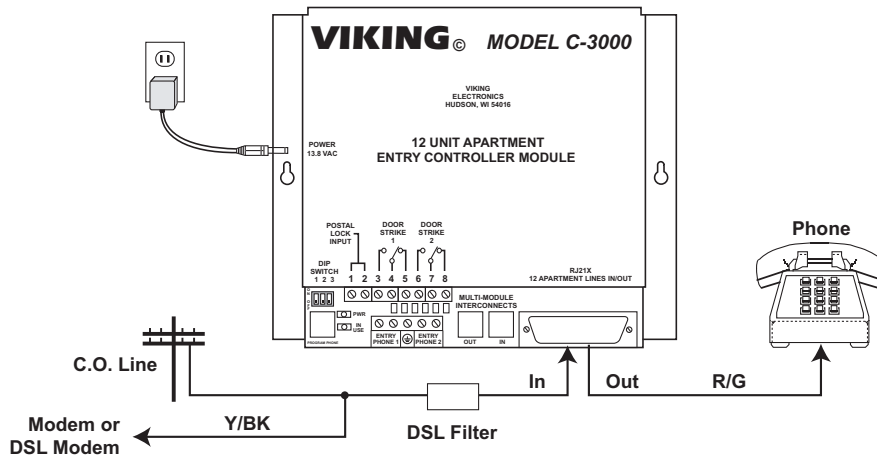 VIKING © MODEL C-3000
VIKING
ELECTRONICS
HUDSON, WI 54016
POWER
13.8 VAC
12 UNIT APARTMENT
ENTRY CONTROLLER MODULE
POSTAL
LOCK
INPUT
DOOR
STRIKE
1
DOOR
STRIKE
2
DIP
SWITCH
1 2 3
1 2 3 4 5 6 7 8
RJ21X
12 APARTMENT LINES IN/OUT
MULTI-MODULE
INTERCONNECTS
PWR
IN
USE
PROGRAM PHONE
ENTRY
PHONE 1
ENTRY
PHONE 2
OUT
IN
Phone
C.O. Line
In
Out
R/G
Y/BK
DSL Filter
Modem or
DSL Modem